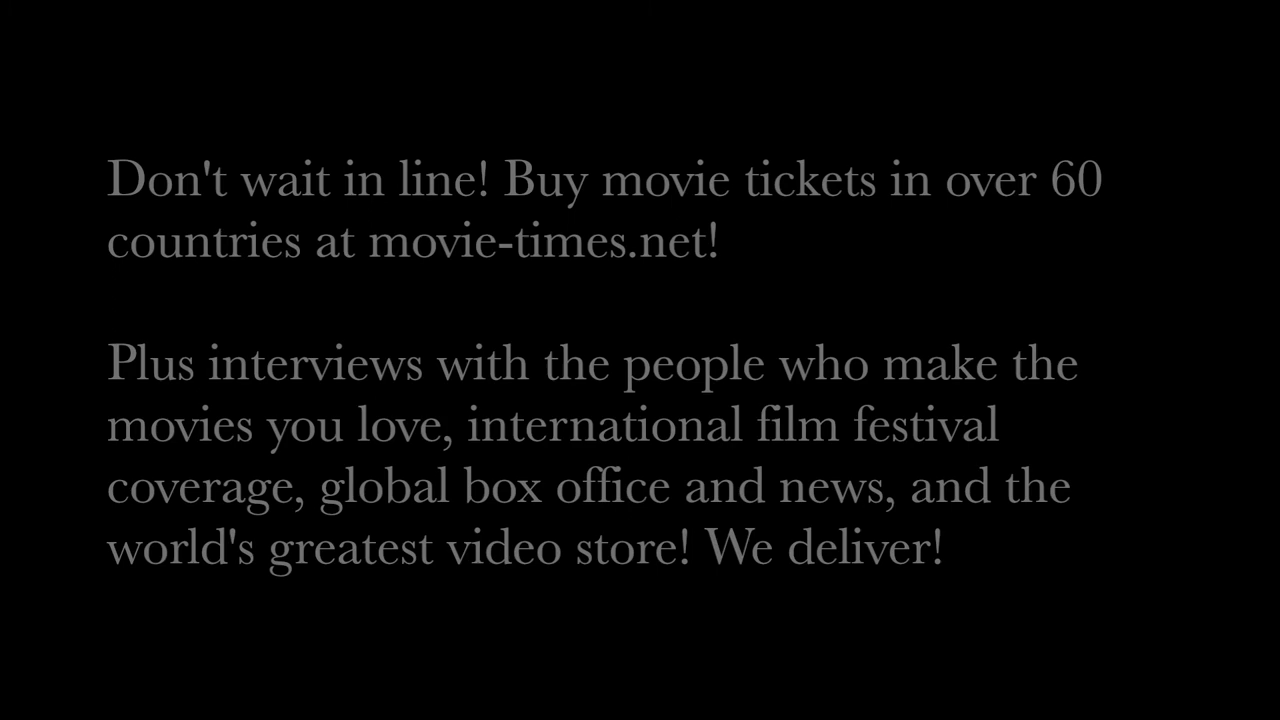 Don't wait in line! Buy movie tickets in over 60
countries at movie-times.net!
Plus interviews with the people who make the
movies you love, international film festival
coverage, global box office and news, and the
world's greatest video store! We deliver!